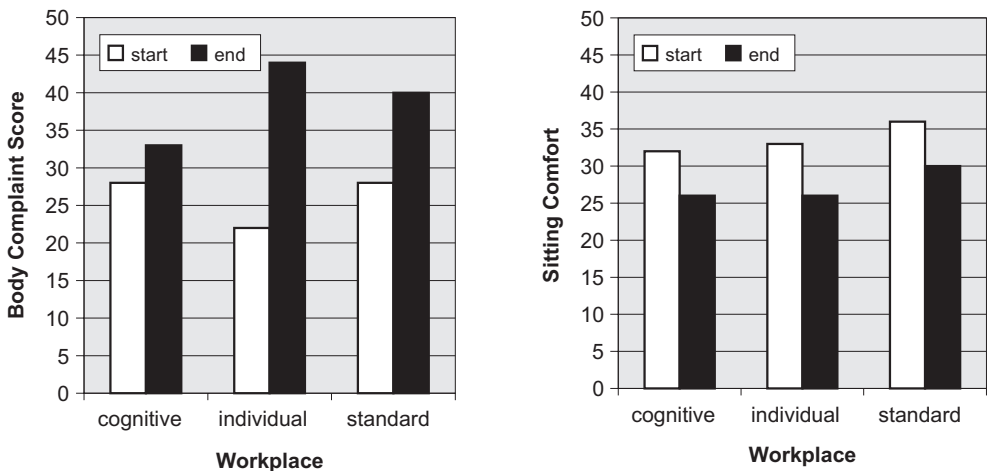 Body Complaint Score
50
45
40
35
30
25
20
15
10
5
0
start end
cognitive individual standard
Workplace
Sitting Comfort
50
45
40
35
30
25
20
15
10
5
0
start end
cognitive individual standard
Workplace